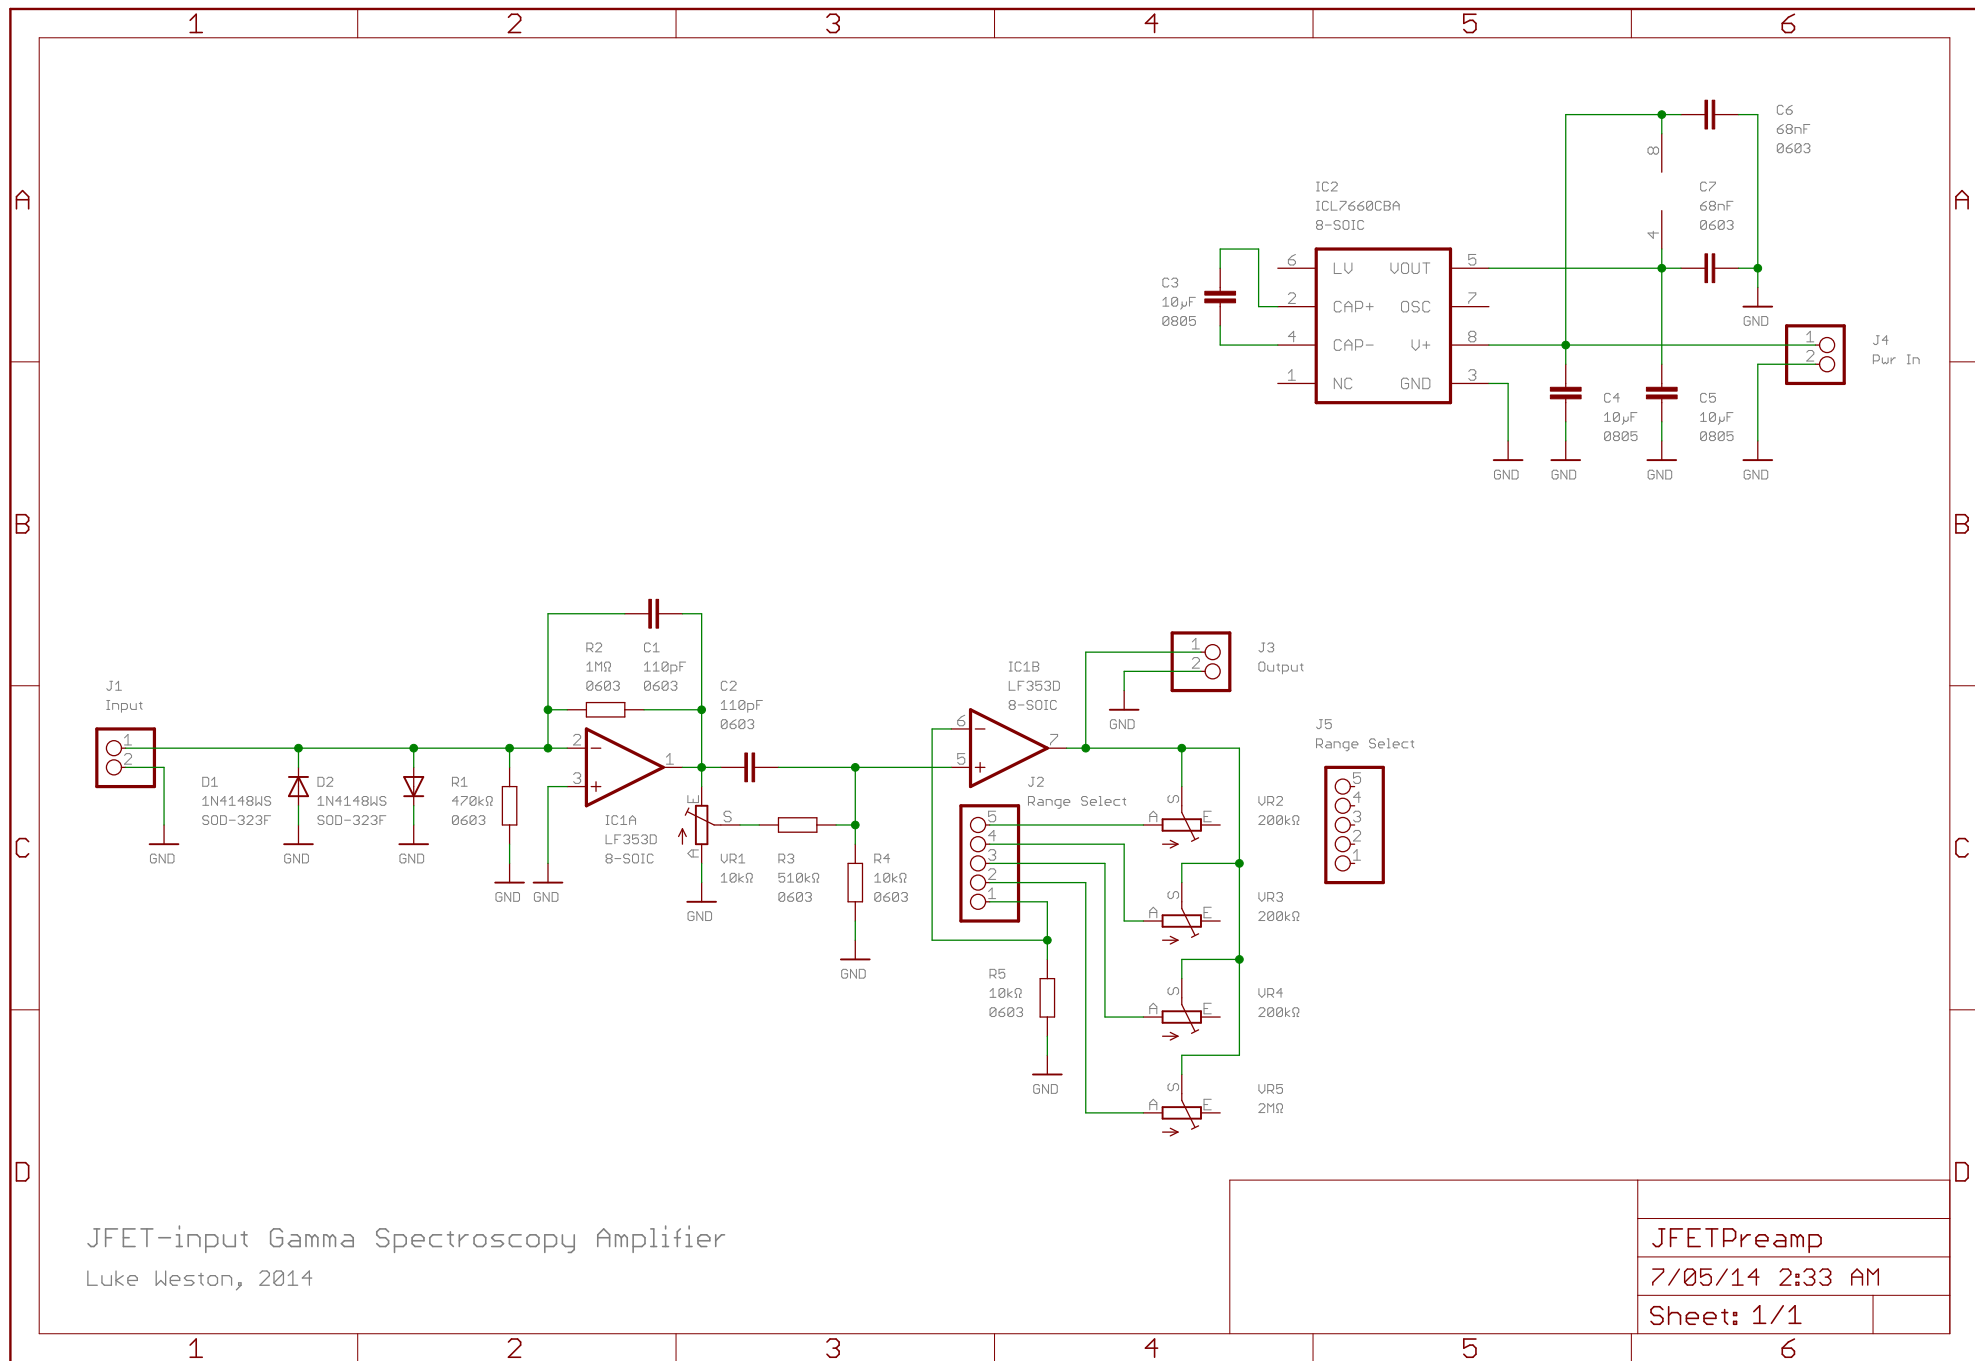 1 2 3 4 5 6
A A
B B
C C
D D
C6
68nF
0603
8
4
C7
68nF
0603
GND
IC2
ICL7660CBA
8-SOIC
6 LV VOUT 5
2 CAP+ OSC 7
4 CAP- V+ 8
1 NC GND 3
C3
10µF
0805
J4
Pwr In
1
2
C4
10µF
0805
C5
10µF
0805
GND
GND
GND
GND
J1
Input
1
2
GND
D1
1N4148WS
SOD-323F
GND
D2
1N4148WS
SOD-323F
GND
R1
470kΩ
0603
GND
GND
R2
1MΩ
0603
C1
110pF
0603
2
3
1
IC1A
LF353D
8-SOIC
C2
110pF
0603
E
S
A
VR1
10kΩ
GND
R3
510kΩ
0603
R4
10kΩ
0603
GND
IC1B
LF353D
8-SOIC
6
5
7
J3
Output
1
2
GND
J2
Range Select
5
4
3
2
1
R5
10kΩ
0603
GND
S
A E
VR2
200kΩ
S
A E
VR3
200kΩ
S
A E
VR4
200kΩ
S
A E
VR5
2MΩ
J5
Range Select
5
4
3
2
1
JFET-input Gamma Spectroscopy Amplifier
Luke Weston, 2014
JFETPreamp
7/05/14 2:33 AM
Sheet: 1/1
1 2 3 4 5 6